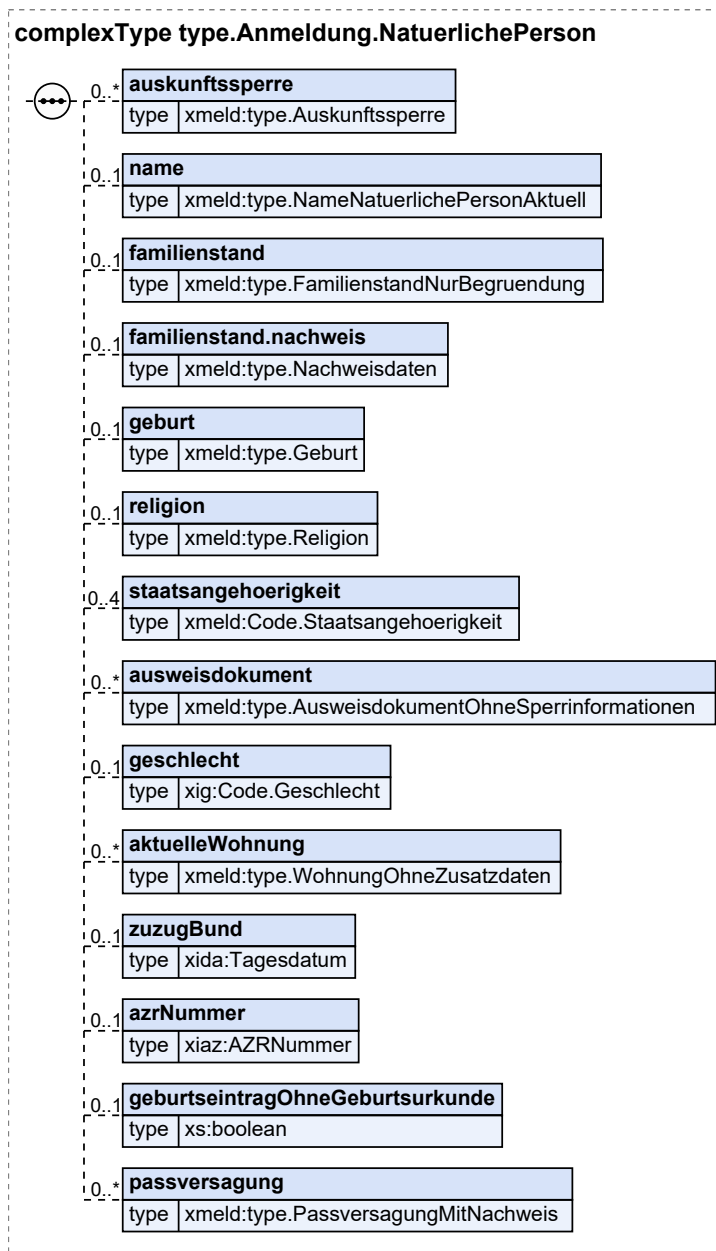 complexType type.Anmeldung.NatuerlichePerson
0..* auskunftssperre
type xmeld:type.Auskunftssperre
0..1 name
type xmeld:type.NameNatuerlichePersonAktuell
0..1 familienstand
type xmeld:type.FamilienstandNurBegruendung
0..1 familienstand.nachweis
type xmeld:type.Nachweisdaten
0..1 geburt
type xmeld:type.Geburt
0..1 religion
type xmeld:type.Religion
0..4 staatsangehoerigkeit
type xmeld:Code.Staatsangehoerigkeit
0..* ausweisdokument
type xmeld:type.AusweisdokumentOhneSperrinformationen
0..1 geschlecht
type xig:Code.Geschlecht
0..* aktuelleWohnung
type xmeld:type.WohnungOhneZusatzdaten
0..1 zuzugBund
type xida:Tagesdatum
0..1 azrNummer
type xiaz:AZRNummer
0..1 geburtseintragOhneGeburtsurkunde
type xs:boolean
0..* passversagung
type xmeld:type.PassversagungMitNachweis